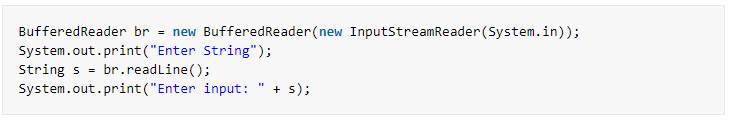 BufferedReader br = new BufferedReader(new InputStreamReader(System.in));
System.out.print("Enter String");
String s = br.readLine();
System.out.print("Enter input: " + s);